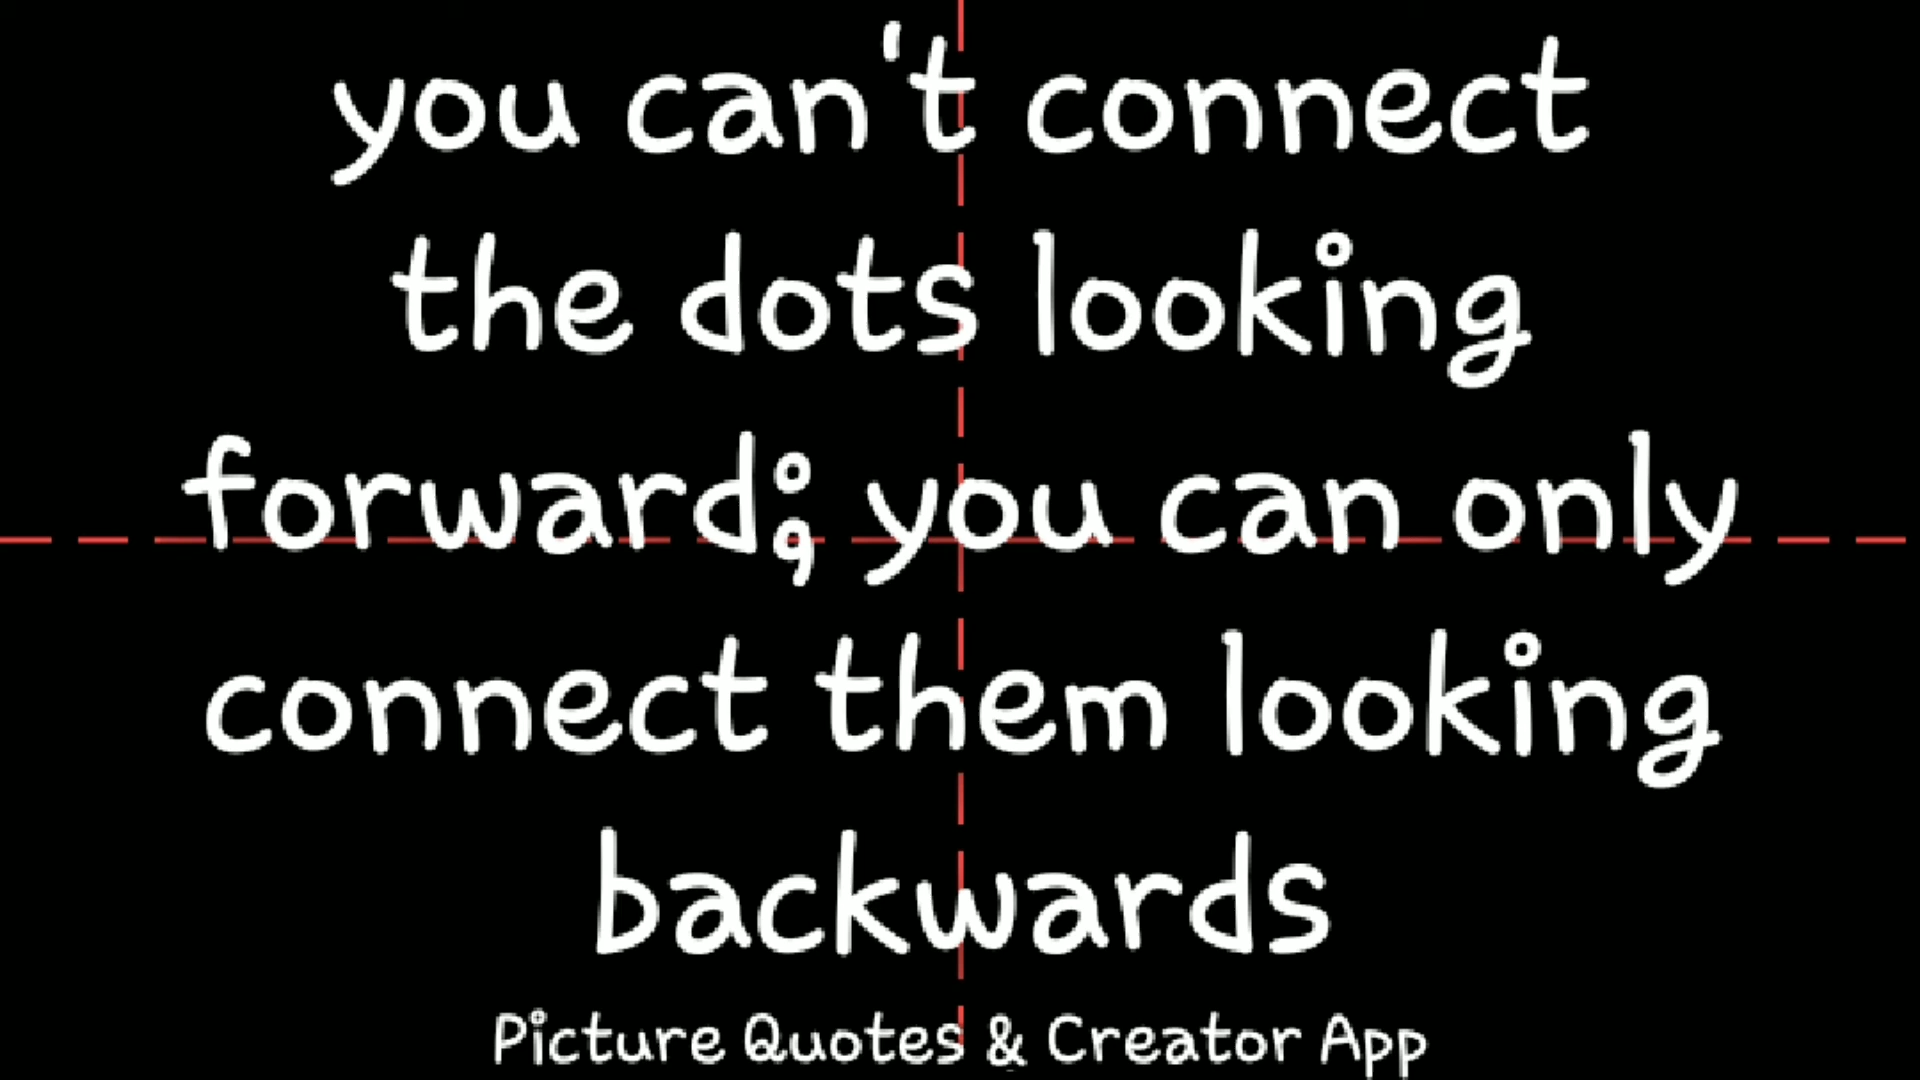 you can't connect
the dots looking
forward; you can only
connect them looking
backwards
Picture Quotes & Creator App